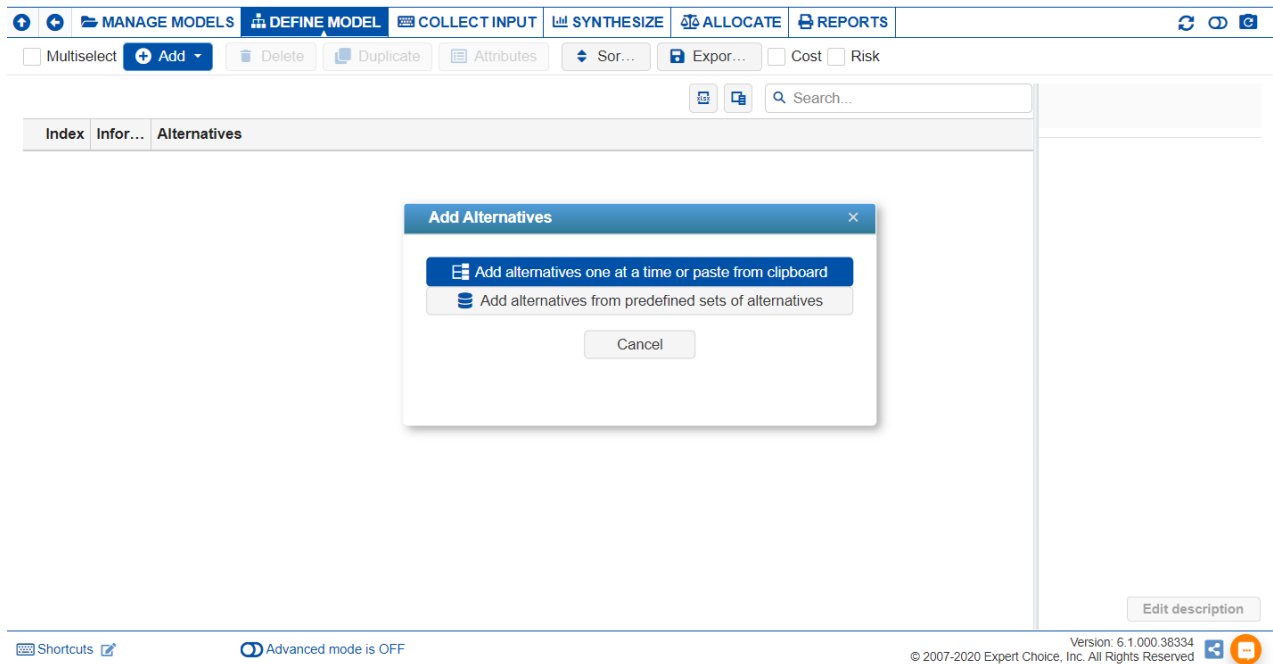 MANAGE MODELS DEFINE MODEL COLLECT INPUT SYNTHESIZE ALLOCATE REPORTS
Multiselect Add Delete Duplicate Attributes Sor... Expor... Cost Risk
Search...
Index Infor... Alternatives
Add Alternatives
Add alternatives one at a time or paste from clipboard
Add alternatives from predefined sets of alternatives
Cancel
Edit description
Shortcuts Advanced mode is OFF Version: 6.1.000.38334
© 2007-2020 Expert Choice, Inc. All Rights Reserved